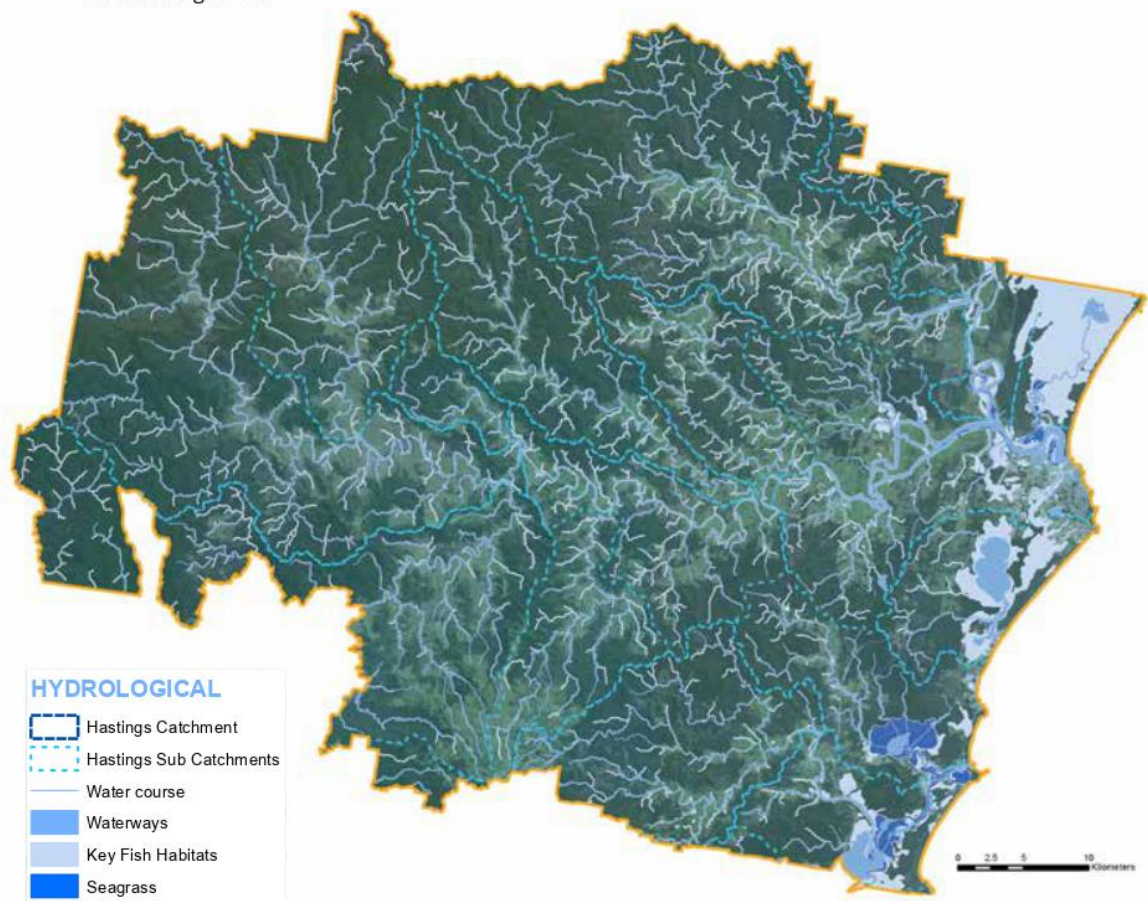 HYDROLOGICAL
Hastings Catchment
Hastings Sub Catchments
Water course
Waterways
Key Fish Habitats
Seagrass
0 2.5 5 10
Kilometers